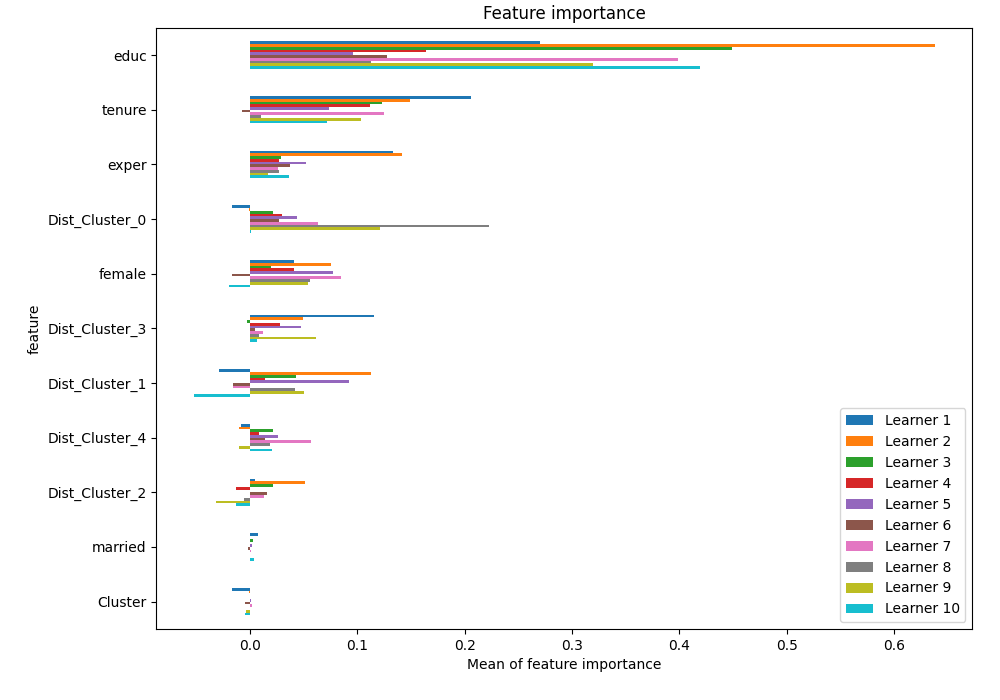 Feature importance
educ
tenure
exper
Dist_Cluster_0
female
Dist_Cluster_3
Dist_Cluster_1
Dist_Cluster_4
Dist_Cluster_2
married
Cluster
feature
Learner 1
Learner 2
Learner 3
Learner 4
Learner 5
Learner 6
Learner 7
Learner 8
Learner 9
Learner 10
0.0 0.1 0.2 0.3 0.4 0.5 0.6
Mean of feature importance